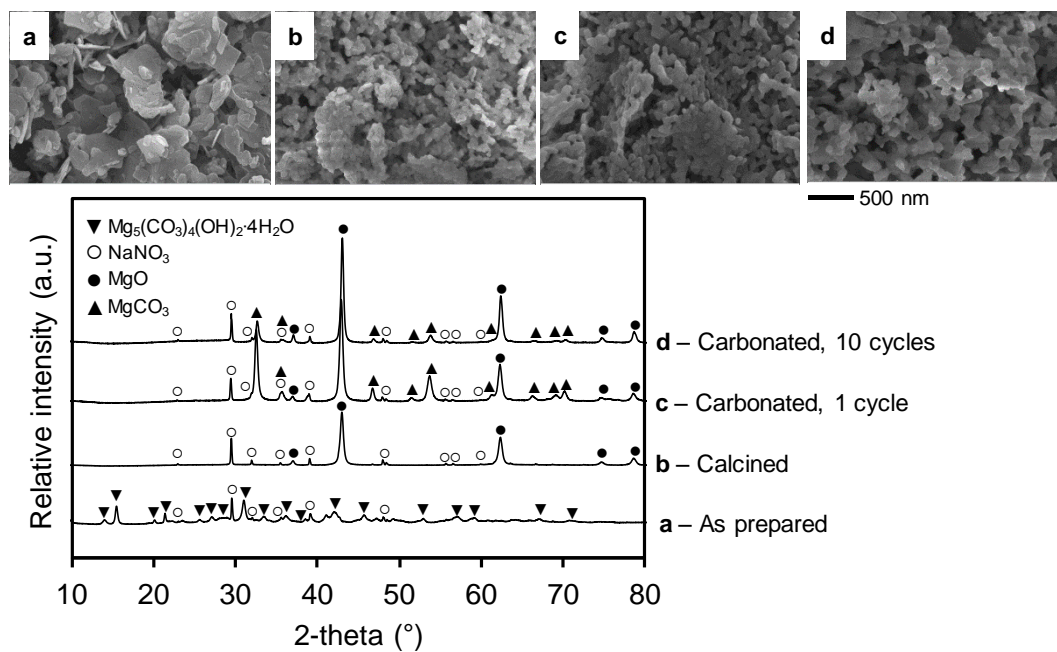 a
b
c
d
500 nm
▼ Mg₅(CO₃)₄(OH)₂·4H₂O
○ NaNO₃
● MgO
▲ MgCO₃
Relative intensity (a.u.)
d – Carbonated, 10 cycles
c – Carbonated, 1 cycle
b – Calcined
a – As prepared
10 20 30 40 50 60 70 80
2-theta (°)